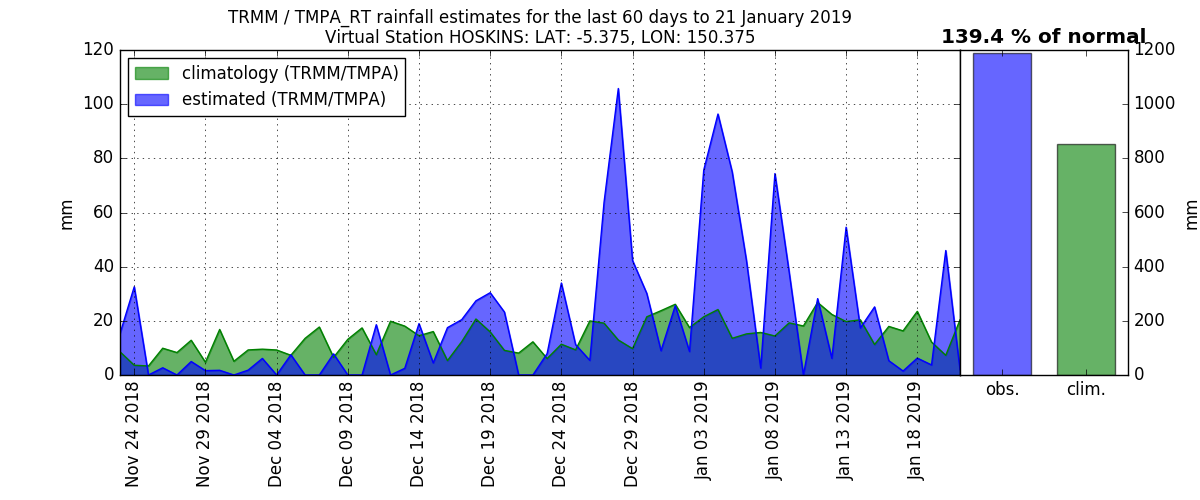 TRMM / TMPA_RT rainfall estimates for the last 60 days to 21 January 2019
Virtual Station HOSKINS: LAT: -5.375, LON: 150.375
139.4 % of normal
climatology (TRMM/TMPA)
estimated (TRMM/TMPA)
mm
120
100
80
60
40
20
0
Nov 24 2018
Nov 29 2018
Dec 04 2018
Dec 09 2018
Dec 14 2018
Dec 19 2018
Dec 24 2018
Dec 29 2018
Jan 03 2019
Jan 08 2019
Jan 13 2019
Jan 18 2019
obs.
clim.
1200
1000
800
600
400
200
0
mm